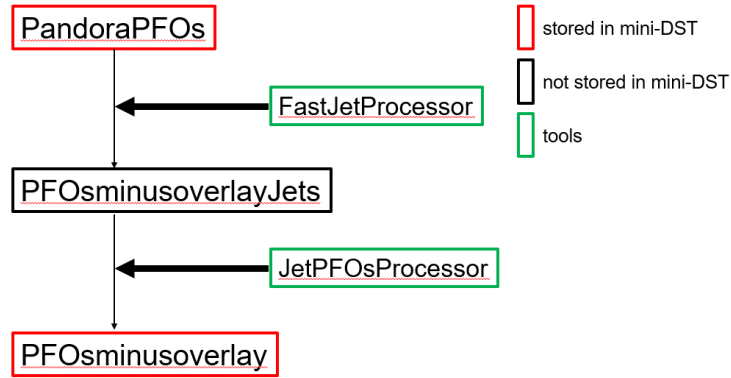 PandoraPFOs
stored in mini-DST
not stored in mini-DST
FastJetProcessor
tools
PFOsminusoverlayJets
JetPFOsProcessor
PFOsminusoverlay